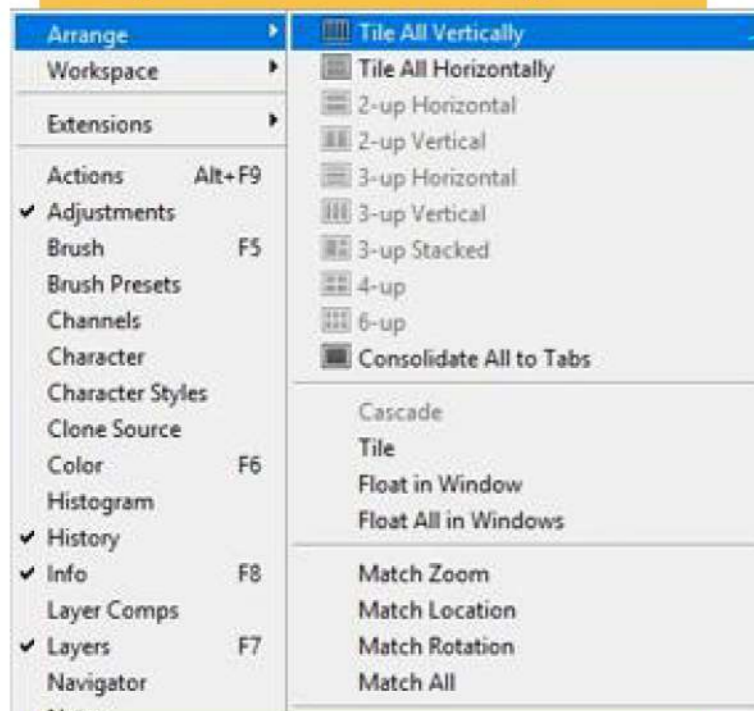 Arrange
Workspace
Extensions
Actions Alt+F9
Adjustments
Brush F5
Brush Presets
Channels
Character
Character Styles
Clone Source
Color F6
Histogram
History
Info F8
Layer Comps
Layers F7
Navigator
Tile All Vertically
Tile All Horizontally
2-up Horizontal
2-up Vertical
3-up Horizontal
3-up Vertical
3-up Stacked
4-up
6-up
Consolidate All to Tabs
Cascade
Tile
Float in Window
Float All in Windows
Match Zoom
Match Location
Match Rotation
Match All